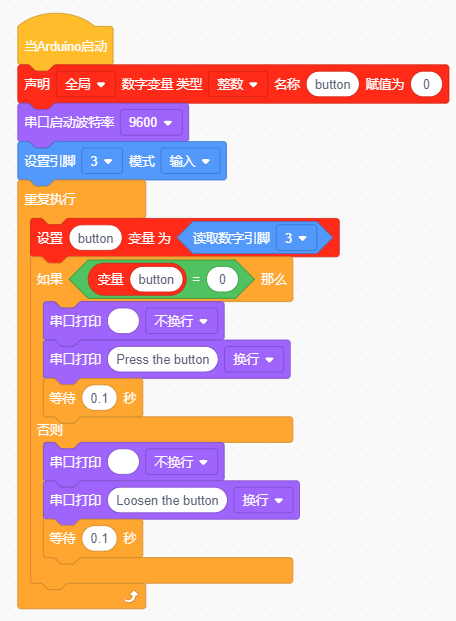 当Arduino启动
声明 全局 数字变量 类型 整数 名称 button 赋值为 0
串口启动波特率 9600
设置引脚 3 模式 输入
重复执行
设置 button 变量 为 读取数字引脚 3
如果 变量 button = 0 那么
串口打印 不换行
串口打印 Press the button 换行
等待 0.1 秒
否则
串口打印 不换行
串口打印 Loosen the button 换行
等待 0.1 秒